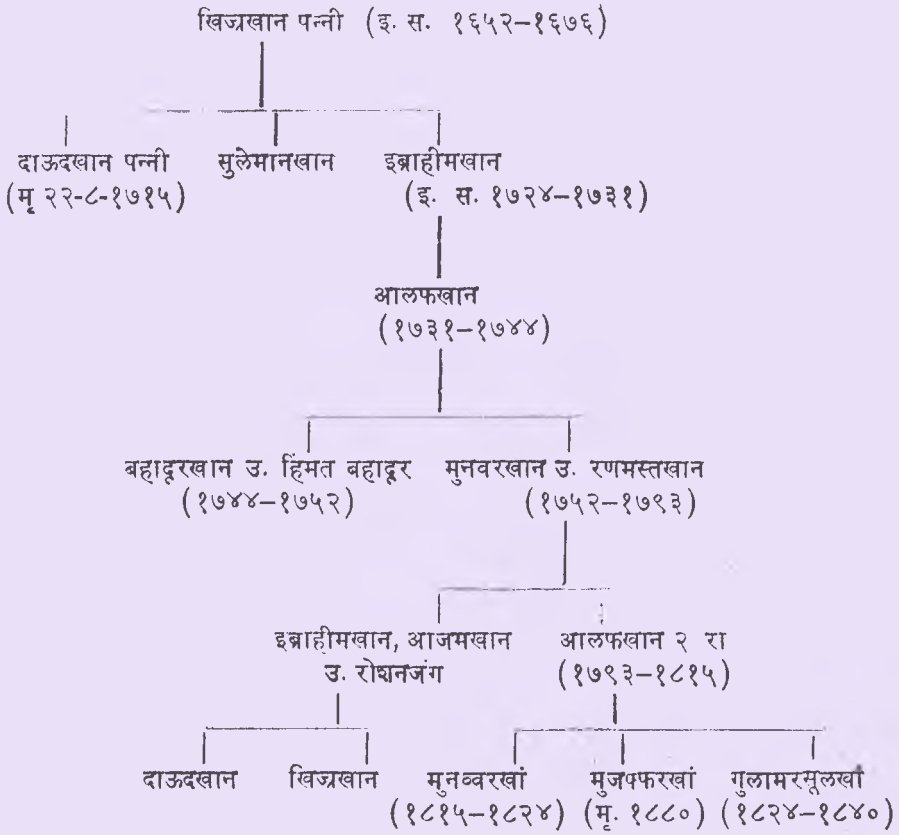 खिज्रखान पन्नी (इ. स. १६५२–१६७६)
दाऊदखान पन्नी सुलेमानखान इब्राहीमखान
(मृ २२-८-१७१५) (इ. स. १७२४–१७३१)
आलफखान
(१७३१–१७४४)
बहादूरखान उ. हिंमत बहादूर मुनवरखान उ. रणमस्तखान
(१७४४–१७५२) (१७५२–१७९३)
इब्राहीमखान, आजमखान आलफखान २ रा
उ. रोशनजंग (१७९३–१८१५)
दाऊदखान खिज्रखान मुनव्वरखां मुजफ्फरखां गुलामरसूलखां
(१८१५–१८२४) (मृ. १८८०) (१८२४–१८४०)